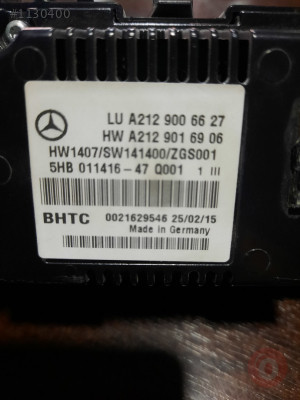 #1130400
LU A212 900 66 27
HW A212 901 69 06
HW1407/SW141400/ZGS001
5HB 011416-47 Q001 1 III
BHTC 0021629546 25/02/15
Made in Germany